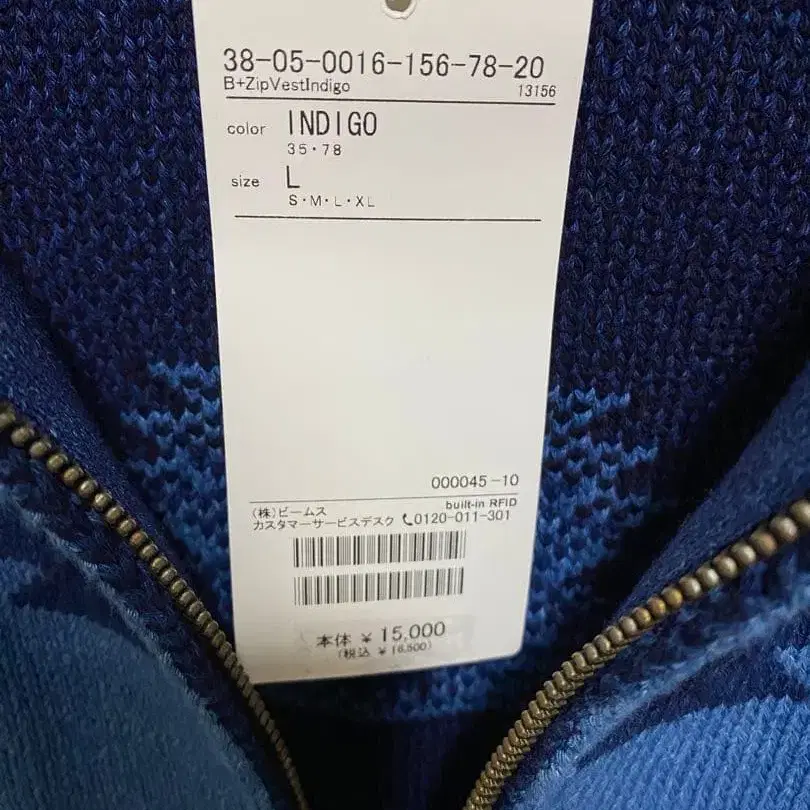 38-05-0016-156-78-20
B+ZipVestIndigo 13156
color INDIGO
35・78
size L
S・M・L・XL
000045-10
built-in RFID
(株)ビームス
カスタマーサービスデスク 0120-011-301
本体 ¥ 15,000
(税込 ¥ 16,500)